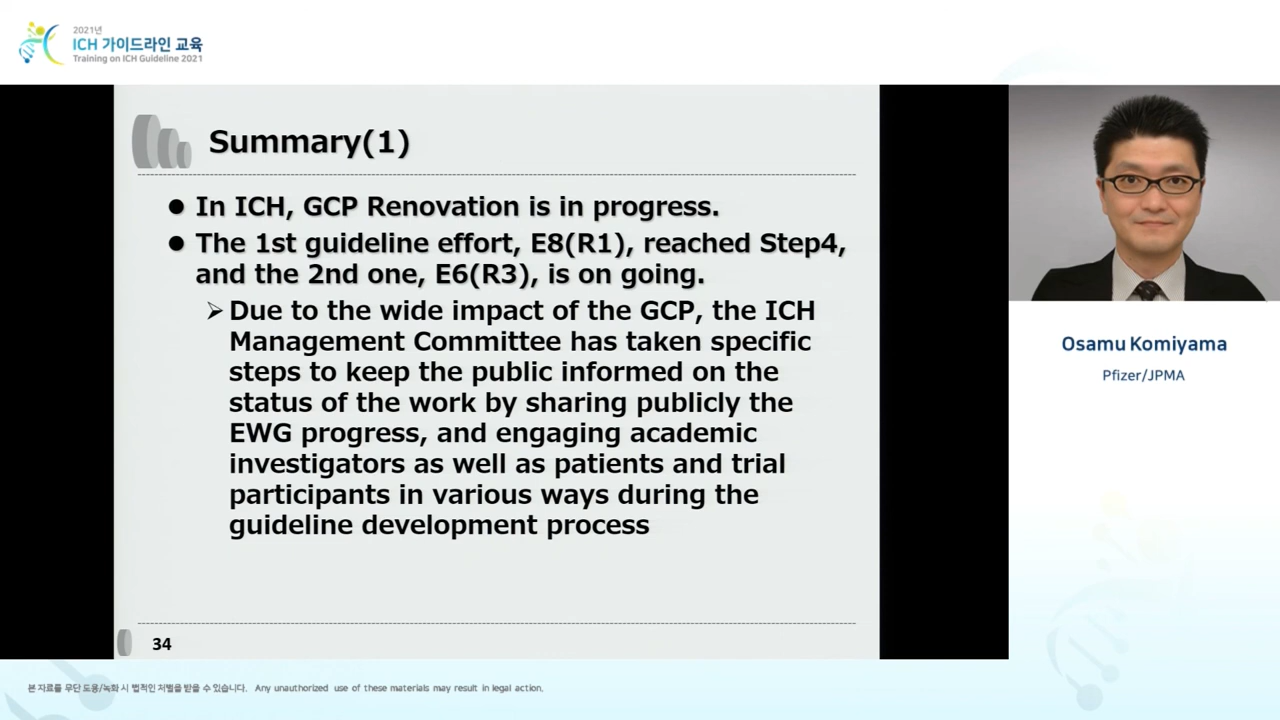 2021년
ICH 가이드라인 교육
Training on ICH Guideline 2021
Summary(1)
● In ICH, GCP Renovation is in progress.
● The 1st guideline effort, E8(R1), reached Step4,
and the 2nd one, E6(R3), is on going.
➢ Due to the wide impact of the GCP, the ICH
Management Committee has taken specific
steps to keep the public informed on the
status of the work by sharing publicly the
EWG progress, and engaging academic
investigators as well as patients and trial
participants in various ways during the
guideline development process
34
Osamu Komiyama
Pfizer/JPMA
본 자료를 무단 도용/녹화 시 법적인 처벌을 받을 수 있습니다. Any unauthorized use of these materials may result in legal action.